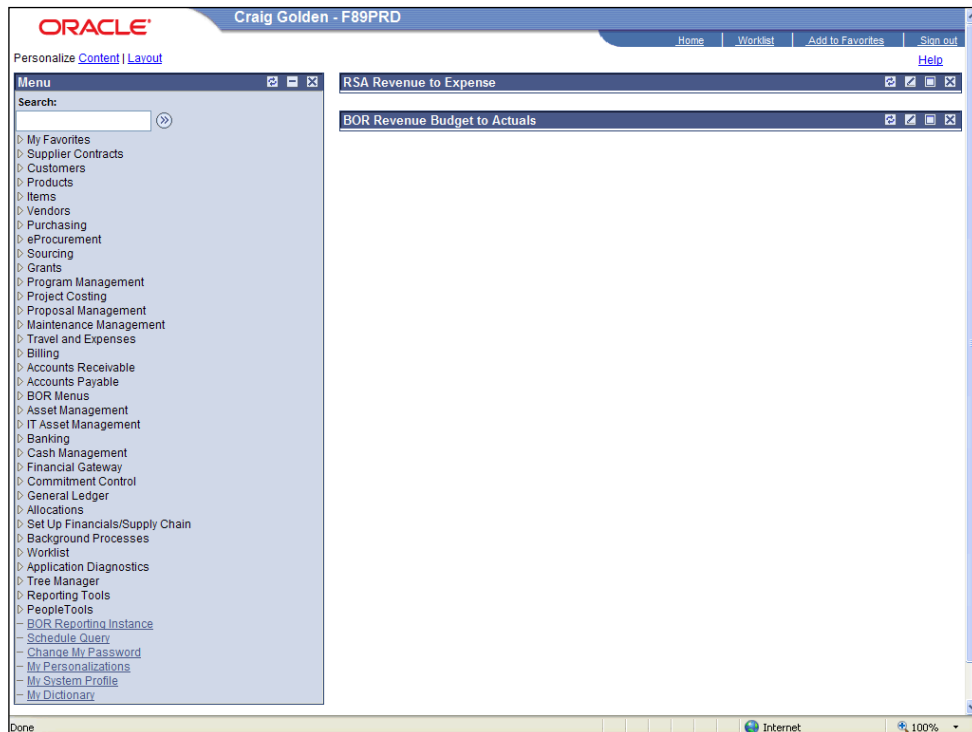 ORACLE
Craig Golden - F89PRD
Home Worklist Add to Favorites Sign out
Personalize Content | Layout
Help
Menu
Search:
My Favorites
Supplier Contracts
Customers
Products
Items
Vendors
Purchasing
eProcurement
Sourcing
Grants
Program Management
Project Costing
Proposal Management
Maintenance Management
Travel and Expenses
Billing
Accounts Receivable
Accounts Payable
BOR Menus
Asset Management
IT Asset Management
Banking
Cash Management
Financial Gateway
Commitment Control
General Ledger
Allocations
Set Up Financials/Supply Chain
Background Processes
Worklist
Application Diagnostics
Tree Manager
Reporting Tools
PeopleTools
BOR Reporting Instance
Schedule Query
Change My Password
My Personalizations
My System Profile
My Dictionary
RSA Revenue to Expense
BOR Revenue Budget to Actuals
Done
Internet
100%